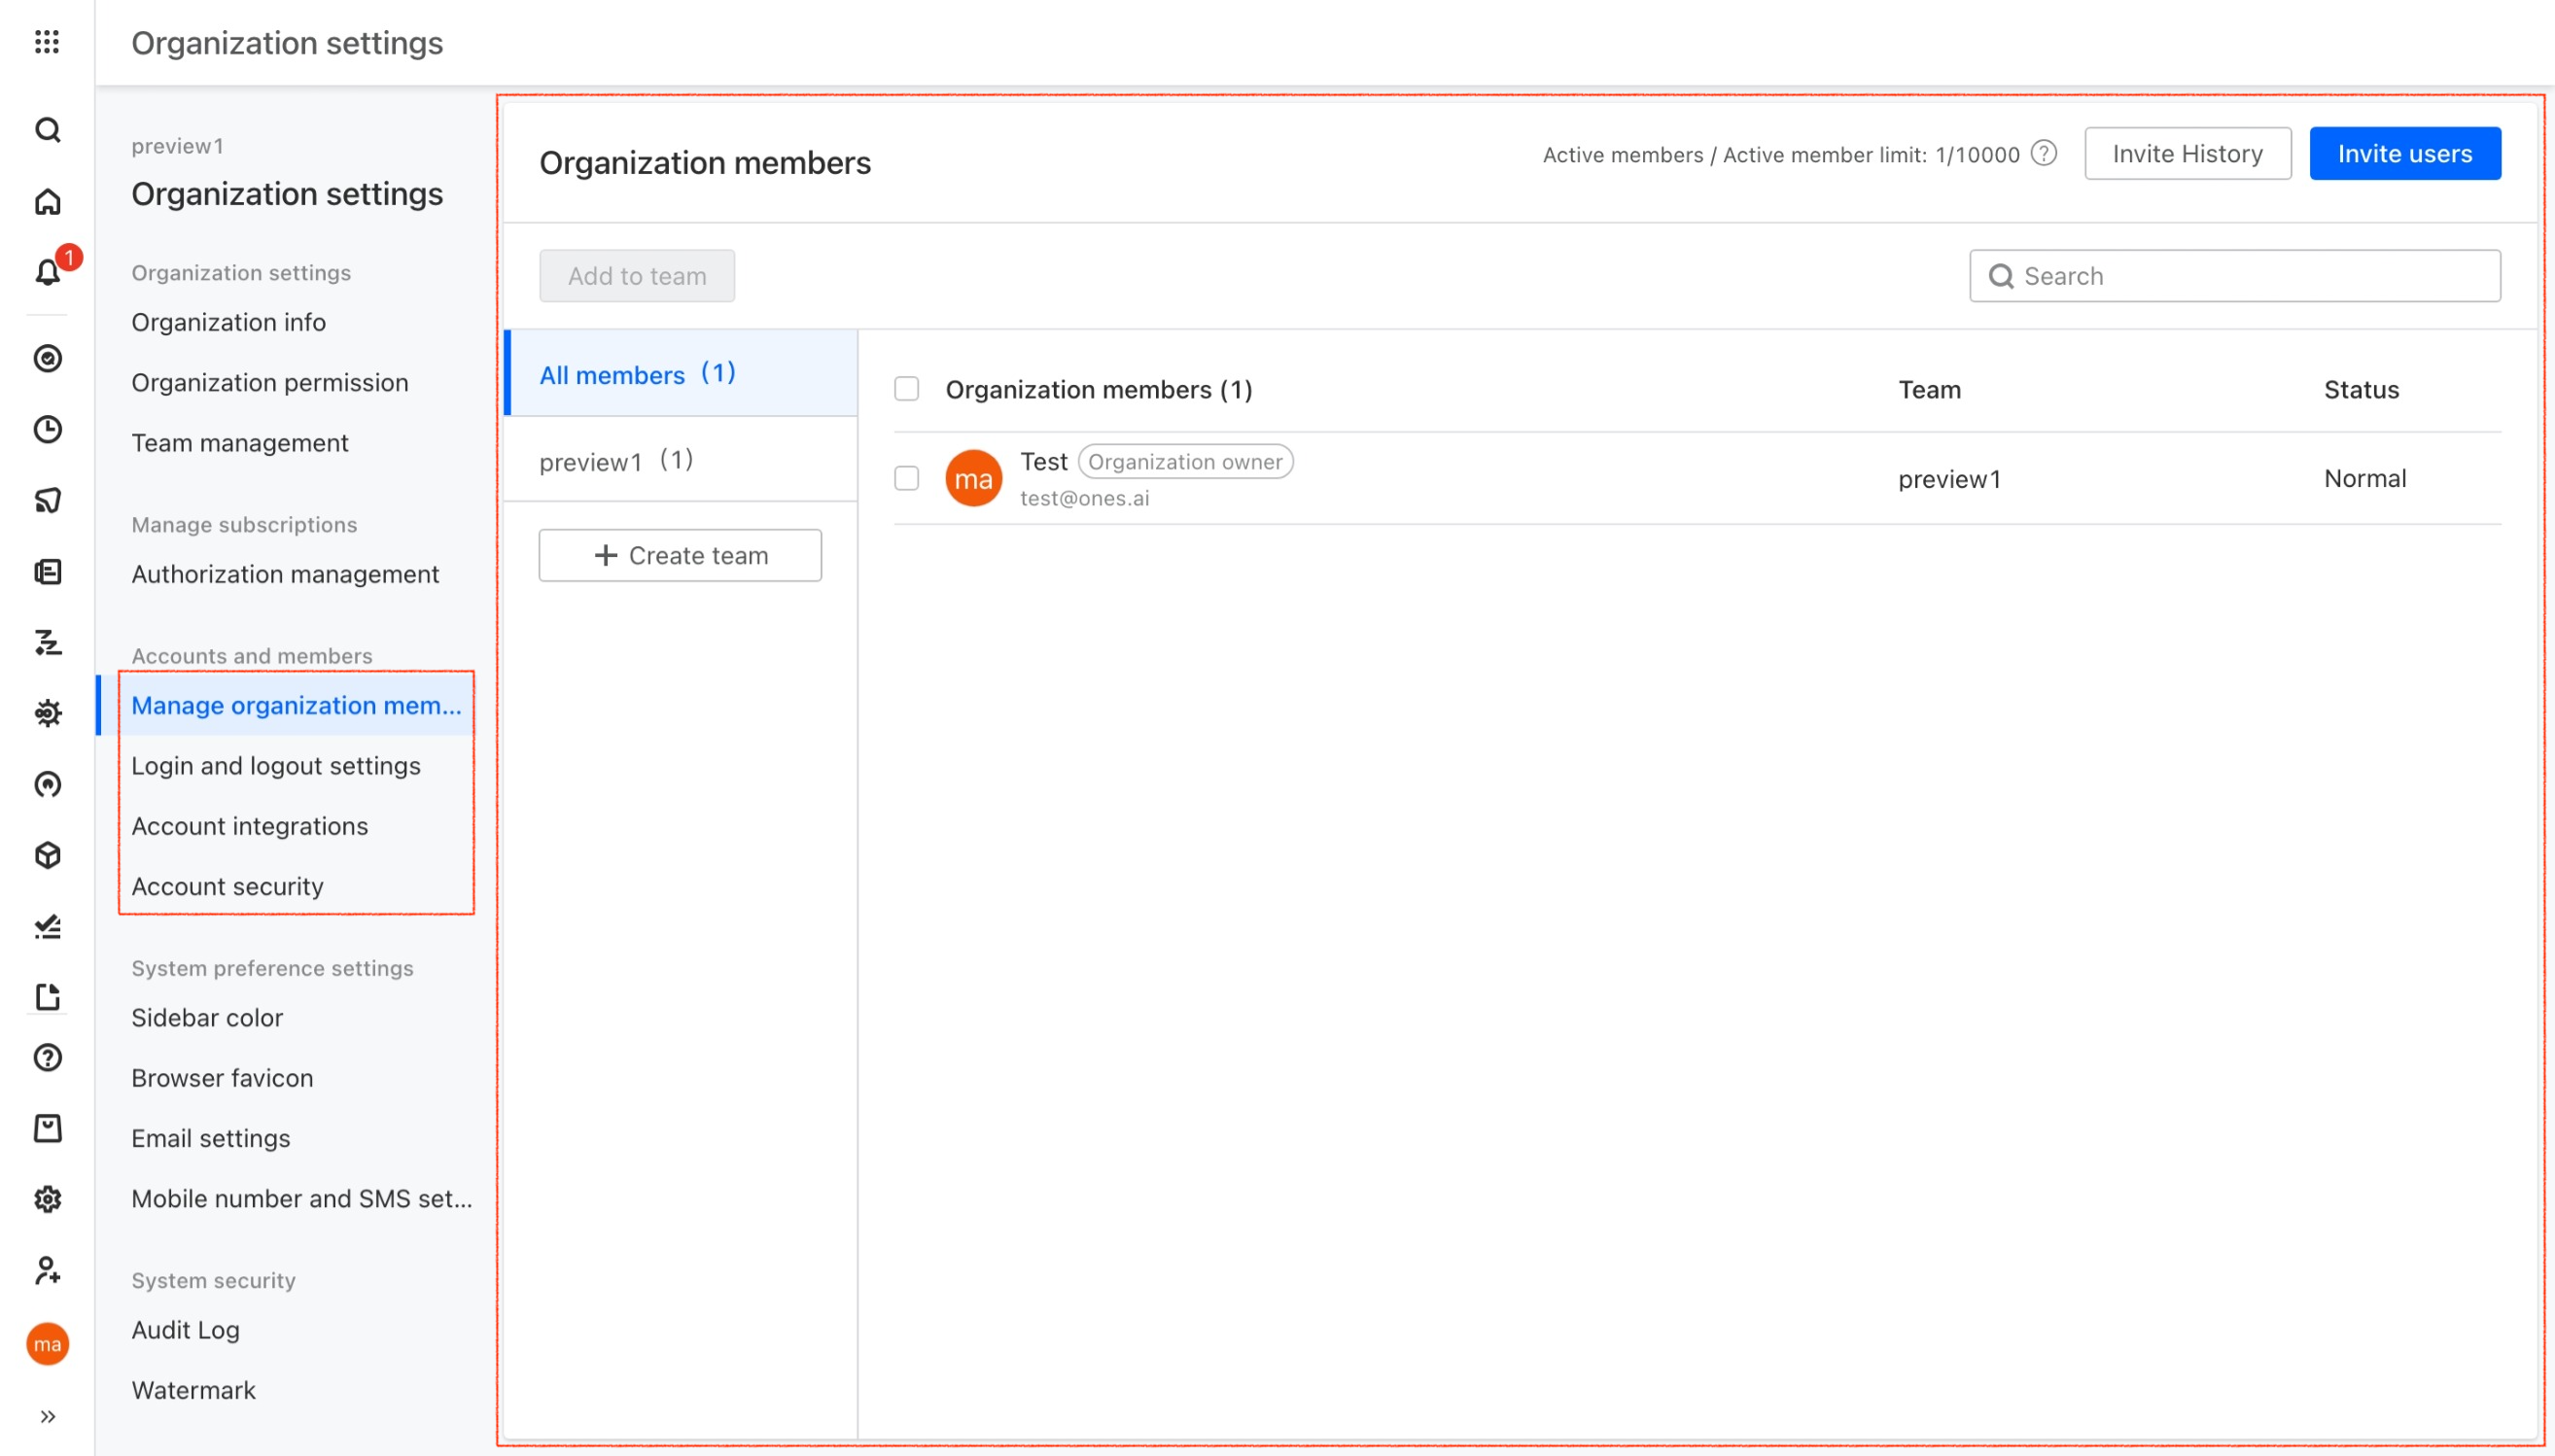 Organization settings
1
ma
preview1
Organization settings
Organization settings
Organization info
Organization permission
Team management
Manage subscriptions
Authorization management
Accounts and members
Manage organization mem...
Login and logout settings
Account integrations
Account security
System preference settings
Sidebar color
Browser favicon
Email settings
Mobile number and SMS set...
System security
Audit Log
Watermark
Organization members
Active members / Active member limit: 1/10000 ?
Invite History
Invite users
Add to team
Search
All members (1)
preview1 (1)
+ Create team
Organization members (1) Team Status
ma Test Organization owner preview1 Normal
test@ones.ai